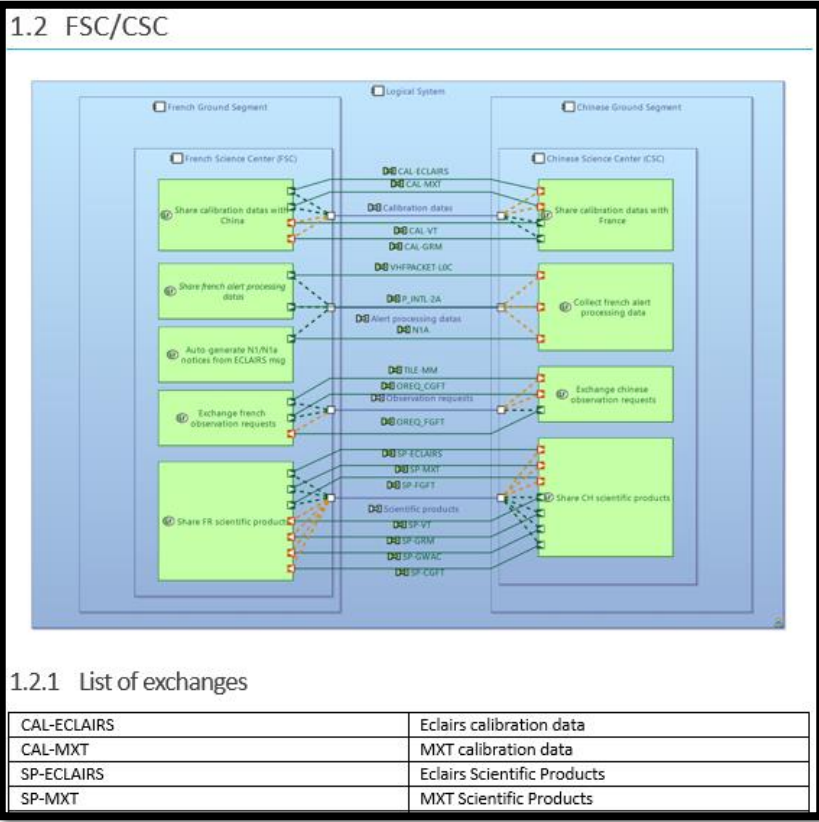 1.2 FSC/CSC
Logical System
French Ground Segment
Chinese Ground Segment
French Science Center (FSC)
Chinese Science Center (CSC)
CAL-ECLAIRS
CAL-MXT
Share calibration datas with
China
Calibration datas
Share calibration datas with
France
CAL-VT
CAL-GRM
VHFPACKET-L0C
Share french alert processing
datas
P_INTL-2A
Collect french alert
processing data
Alert processing datas
N1A
Auto generate N1/N1a
notices from ECLAIRS msg
TILE-MM
OREQ_CGFT
Observation requests
Exchange french
observation requests
Exchange chinese
observation requests
OREQ_FGFT
SP-ECLAIRS
SP-MXT
SP-FGFT
Share CH scientific products
Scientific products
Share FR scientific products
SP-VT
SP-GRM
SP-GWAC
SP-CGFT
1.2.1 List of exchanges
CAL-ECLAIRS Eclairs calibration data
CAL-MXT MXT calibration data
SP-ECLAIRS Eclairs Scientific Products
SP-MXT MXT Scientific Products